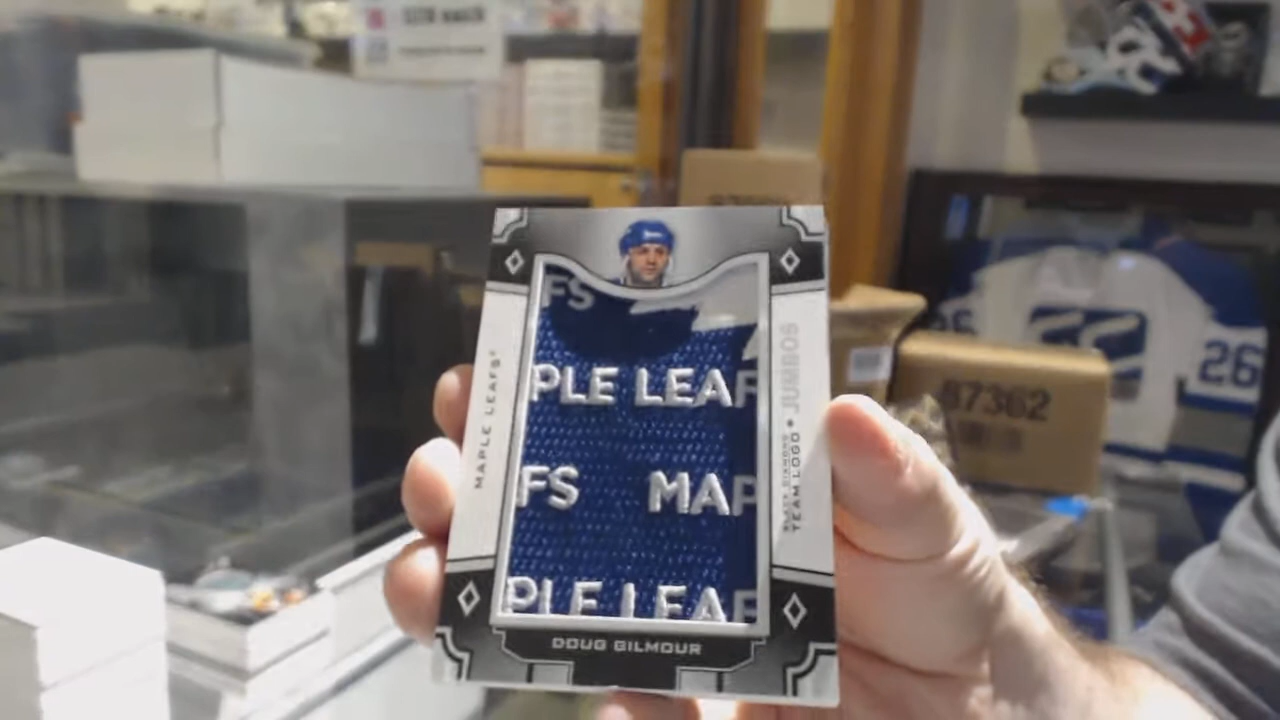 FS
PLE LEAF
FS MAP
PLE LEAF
MAPLE LEAFS
BLACK DIAMOND ◆ JUMBOS
TEAM LOGO
DOUG GILMOUR
87362
26